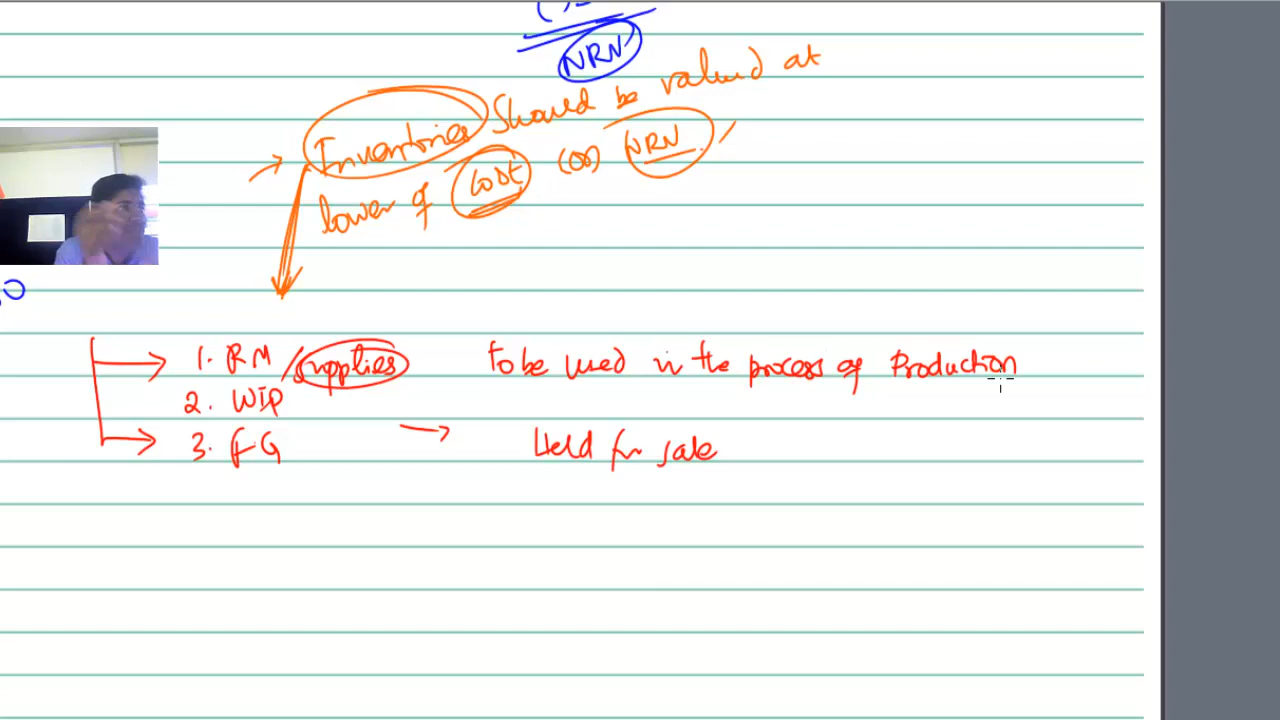 NRV
→ Inventories should be valued at
lower of cost (or) NRV
1. RM/supplies to be used in the process of Production
2. WIP
3. FG → Held for sale